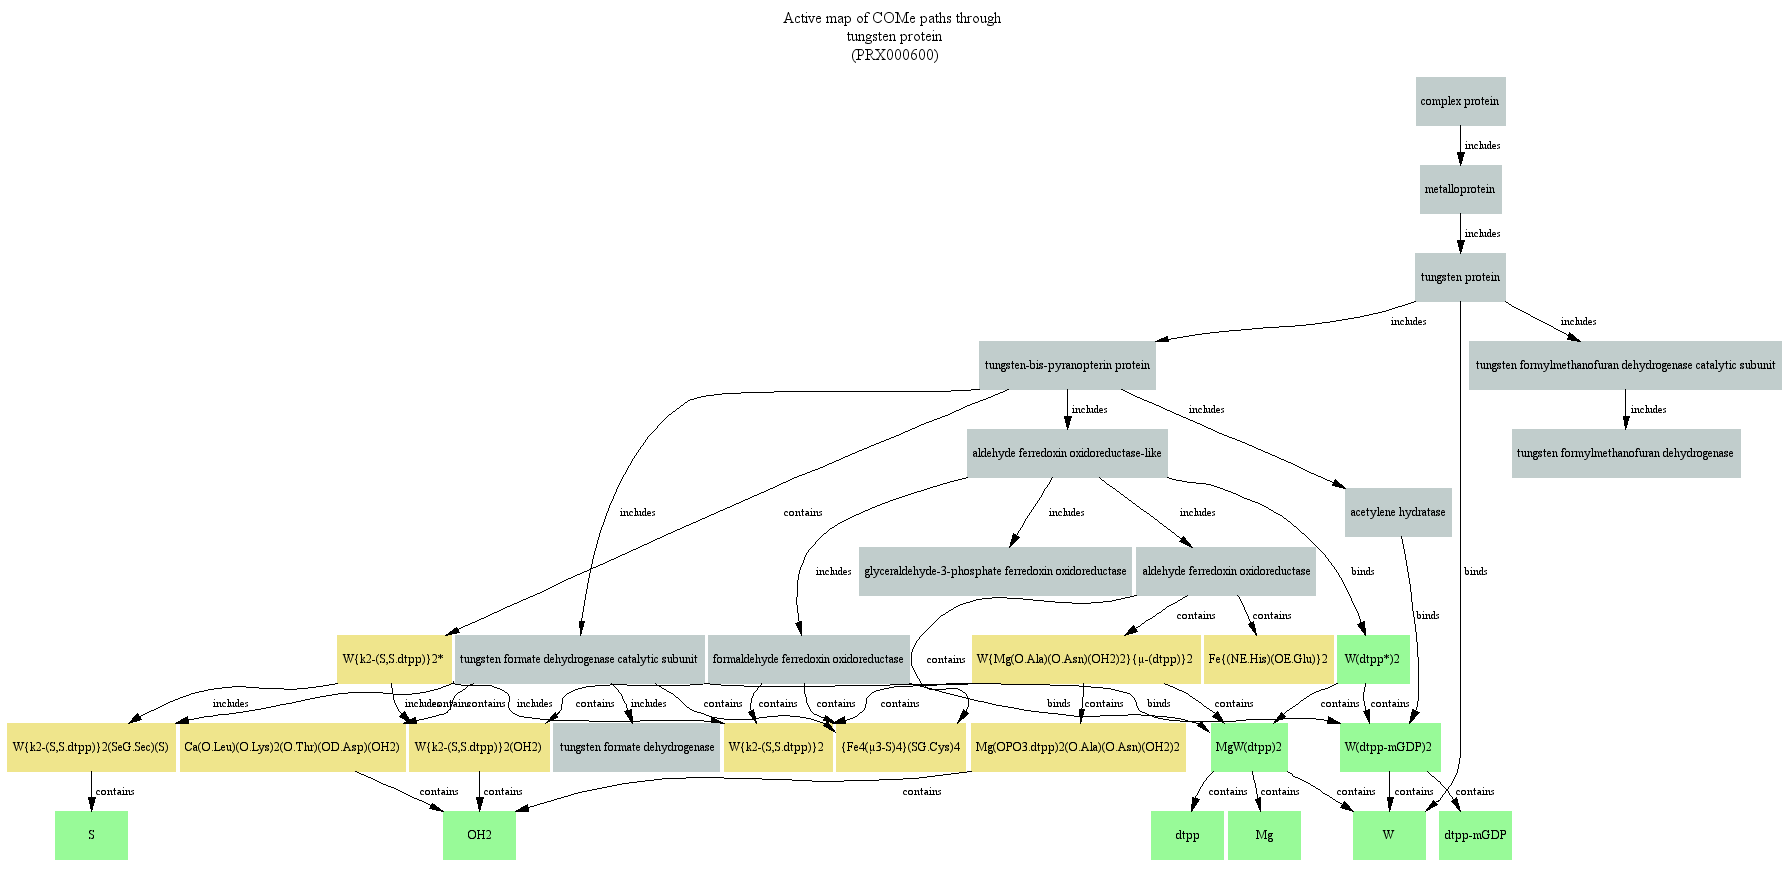 Active map of COMe paths through
tungsten protein
(PRX000600)
complex protein
includes
metalloprotein
includes
tungsten protein
includes
includes
tungsten-bis-pyranopterin protein
tungsten formylmethanofuran dehydrogenase catalytic subunit
includes
includes
includes
aldehyde ferredoxin oxidoreductase-like
tungsten formylmethanofuran dehydrogenase
acetylene hydratase
includes
contains
includes
includes
includes
glyceraldehyde-3-phosphate ferredoxin oxidoreductase
aldehyde ferredoxin oxidoreductase
binds
binds
contains
contains
binds
W{k2-(S,S.dtpp)}2*
tungsten formate dehydrogenase catalytic subunit
formaldehyde ferredoxin oxidoreductase
contains
W{Mg(O.Ala)(O.Asn)(OH2)2}{μ-(dtpp)}2
Fe{(NE.His)(OE.Glu)}2
W(dtpp*)2
includes
includes
contains
contains
includes
contains
includes
contains
contains
contains
contains
binds
contains
binds
contains
contains
contains
W{k2-(S,S.dtpp)}2(SeG.Sec)(S)
Ca(O.Leu)(O.Lys)2(O.Thr)(OD.Asp)(OH2)
W{k2-(S,S.dtpp)}2(OH2)
tungsten formate dehydrogenase
W{k2-(S,S.dtpp)}2
{Fe4(μ3-S)4}(SG.Cys)4
Mg(OPO3.dtpp)2(O.Ala)(O.Asn)(OH2)2
MgW(dtpp)2
W(dtpp-mGDP)2
contains
contains
contains
contains
contains
contains
contains
contains
contains
S
OH2
dtpp
Mg
W
dtpp-mGDP